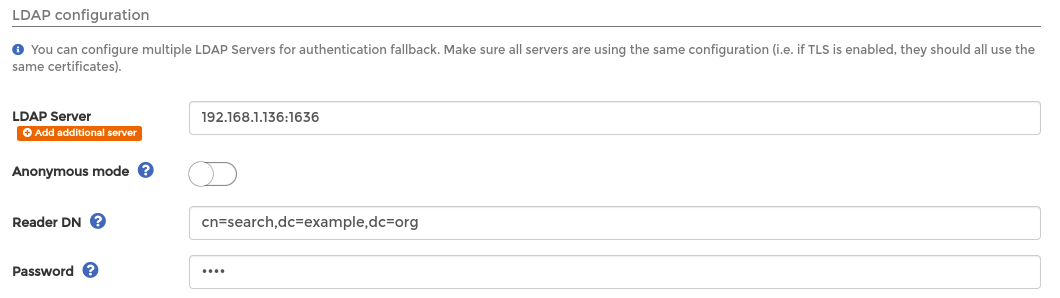 LDAP configuration
You can configure multiple LDAP Servers for authentication fallback. Make sure all servers are using the same configuration (i.e. if TLS is enabled, they should all use the
same certificates).
LDAP Server
192.168.1.136:1636
Add additional server
Anonymous mode ?
Reader DN ?
cn=search,dc=example,dc=org
Password ?
••••